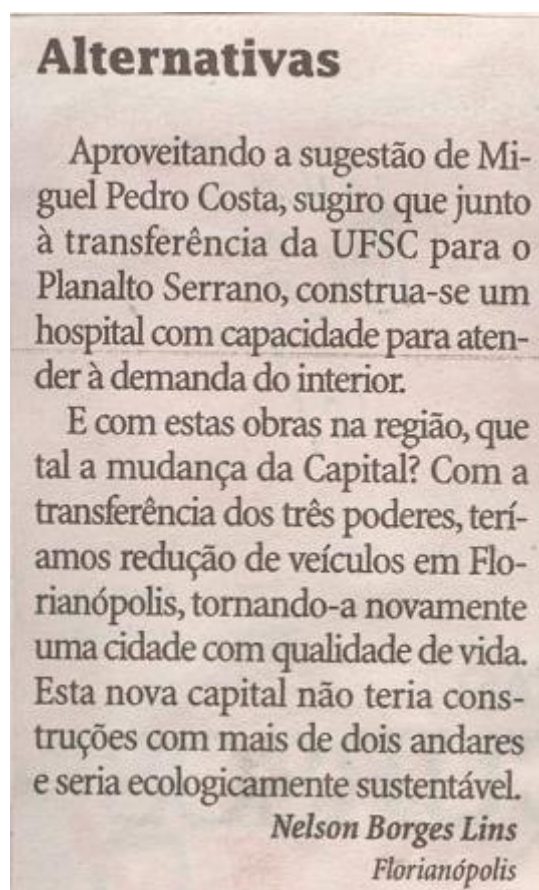 Alternativas
Aproveitando a sugestão de Mi-
guel Pedro Costa, sugiro que junto
à transferência da UFSC para o
Planalto Serrano, construa-se um
hospital com capacidade para aten-
der à demanda do interior.
E com estas obras na região, que
tal a mudança da Capital? Com a
transferência dos três poderes, terí-
amos redução de veículos em Flo-
rianópolis, tornando-a novamente
uma cidade com qualidade de vida.
Esta nova capital não teria cons-
truções com mais de dois andares
e seria ecologicamente sustentável.
Nelson Borges Lins
Florianópolis